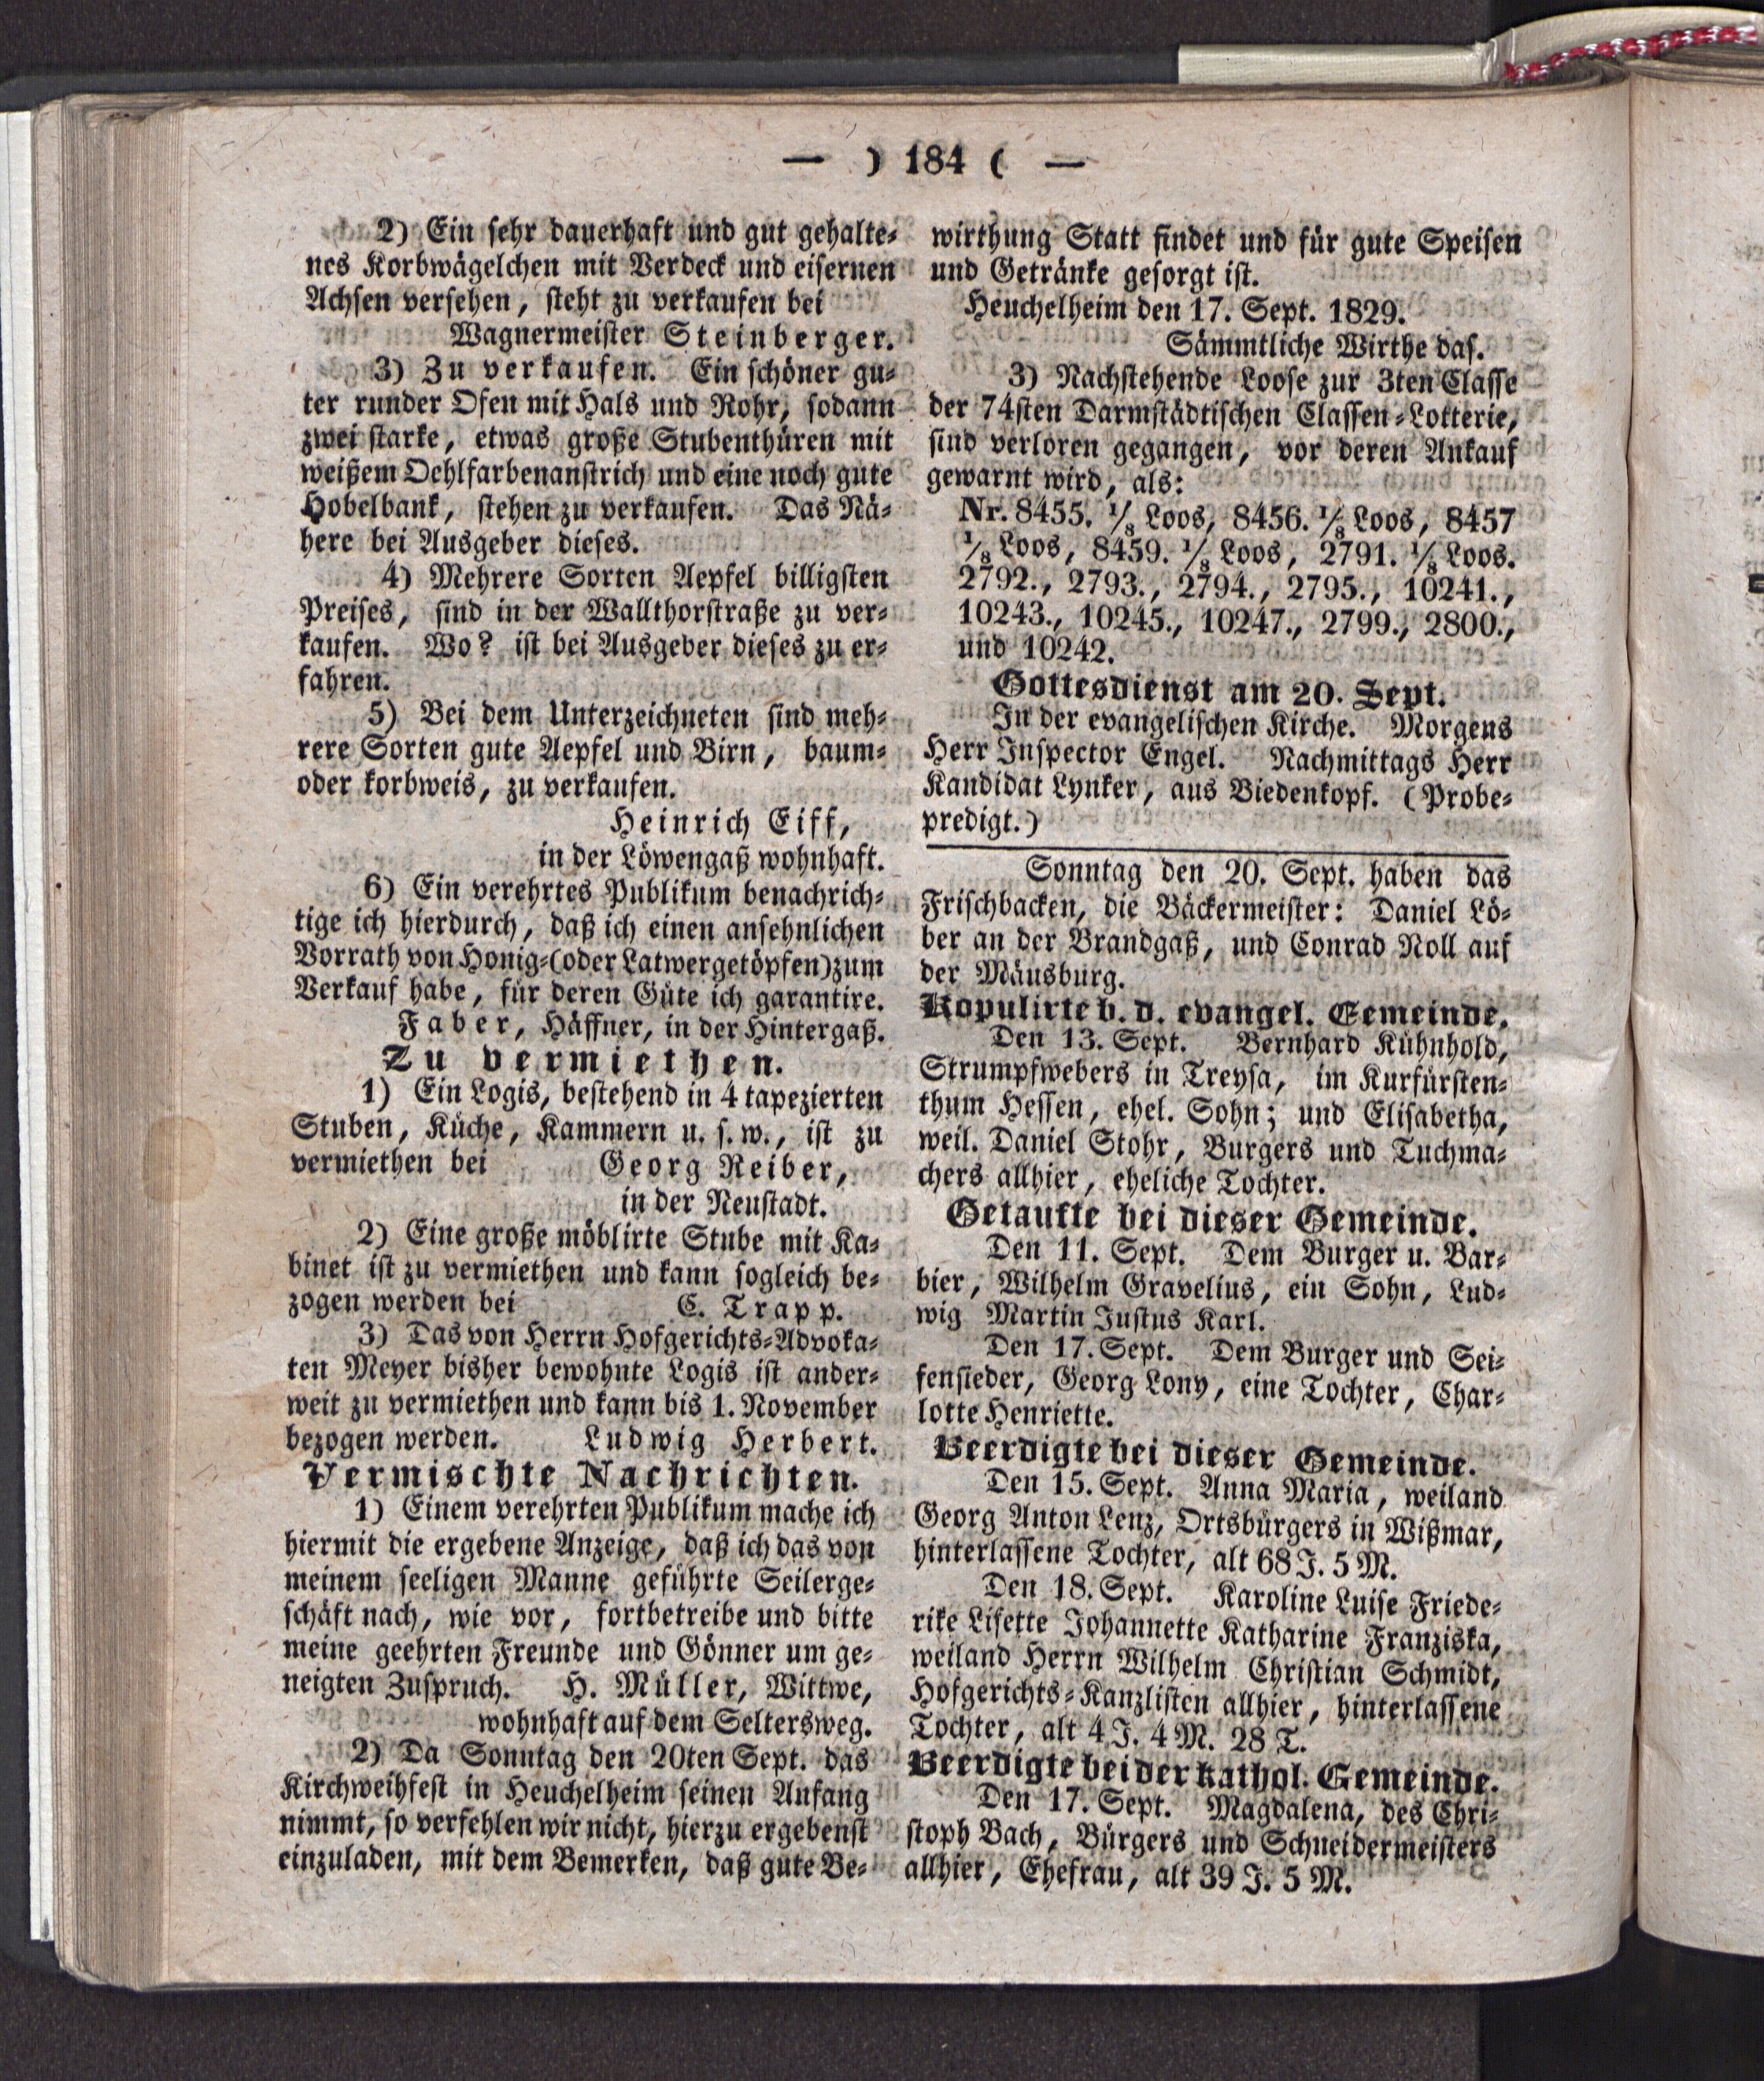 — ) 184 ( —
2) Ein sehr dauerhaft und gut gehalte-
nes Korbwägelchen mit Verdeck und eisernen
Achsen versehen, steht zu verkaufen bei
Wagnermeister Steinberger.
3) Zu verkaufen. Ein schöner gu-
ter runder Ofen mit Hals und Rohr, sodann
zwei starke, etwas große Stubenthüren mit
weißem Oehlfarbenanstrich und eine noch gute
Hobelbank, stehen zu verkaufen. Das Nä-
here bei Ausgeber dieses.
4) Mehrere Sorten Aepfel billigsten
Preises, sind in der Wallthorstraße zu ver-
kaufen. Wo? ist bei Ausgeber dieses zu er-
fahren.
5) Bei dem Unterzeichneten sind meh-
rere Sorten gute Aepfel und Birn, baum-
oder korbweis, zu verkaufen.
Heinrich Eiff,
in der Löwengaß wohnhaft.
6) Ein verehrtes Publikum benachrich-
tige ich hierdurch, daß ich einen ansehnlichen
Vorrath von Honig-(oder Latwergetöpfen) zum
Verkauf habe, für deren Güte ich garantire.
Faber, Häffner, in der Hintergaß.
Zu vermiethen.
1) Ein Logis, bestehend in 4 tapezierten
Stuben, Küche, Kammern u. s. w., ist zu
vermiethen bei Georg Reiber,
in der Neustadt.
2) Eine große möblirte Stube mit Ka-
binet ist zu vermiethen und kann sogleich be-
zogen werden bei C. Trapp.
3) Das von Herrn Hofgerichts-Advoka-
ten Meyer bisher bewohnte Logis ist ander-
weit zu vermiethen und kann bis 1. November
bezogen werden. Ludwig Herbert.
Vermischte Nachrichten.
1) Einem verehrten Publikum mache ich
hiermit die ergebene Anzeige, daß ich das von
meinem seeligen Manne geführte Seilerge-
schäft nach, wie vor, fortbetreibe und bitte
meine geehrten Freunde und Gönner um ge-
neigten Zuspruch. H. Müller, Wittwe,
wohnhaft auf dem Seltersweg.
2) Da Sonntag den 20ten Sept. das
Kirchweihfest in Heuchelheim seinen Anfang
nimmt, so verfehlen wir nicht, hierzu ergebenst
einzuladen, mit dem Bemerken, daß gute Be-
wirthung Statt findet und für gute Speisen
und Getränke gesorgt ist.
Heuchelheim den 17. Sept. 1829.
Sämmtliche Wirthe das.
3) Nachstehende Loose zur 3ten Classe
der 74sten Darmstädtischen Classen-Lotterie,
sind verloren gegangen, vor deren Ankauf
gewarnt wird, als:
Nr. 8455. 1/8 Loos, 8456. 1/8 Loos, 8457
1/8 Loos, 8459. 1/8 Loos, 2791. 1/8 Loos.
2792., 2793., 2794., 2795., 10241.,
10243., 10245., 10247., 2799., 2800.,
und 10242.
Gottesdienst am 20. Sept.
In der evangelischen Kirche. Morgens
Herr Inspector Engel. Nachmittags Herr
Kandidat Lynker, aus Biedenkopf. (Probe-
predigt.)
Sonntag den 20. Sept. haben das
Frischbacken, die Bäckermeister: Daniel Lö-
ber an der Brandgaß, und Conrad Noll auf
der Mäusburg.
Kopulirte b. d. evangel. Gemeinde.
Den 13. Sept. Bernhard Kühnhold,
Strumpfwebers in Treysa, im Kurfürsten-
thum Hessen, ehel. Sohn; und Elisabetha,
weil. Daniel Stohr, Burgers und Tuchma-
chers allhier, eheliche Tochter.
Getaufte bei dieser Gemeinde.
Den 11. Sept. Dem Burger u. Bar-
bier, Wilhelm Gravelius, ein Sohn, Lud-
wig Martin Justus Karl.
Den 17. Sept. Dem Burger und Sei-
fensieder, Georg Lony, eine Tochter, Char-
lotte Henriette.
Beerdigte bei dieser Gemeinde.
Den 15. Sept. Anna Maria, weiland
Georg Anton Lenz, Ortsbürgers in Wißmar,
hinterlassene Tochter, alt 68 J. 5 M.
Den 18. Sept. Karoline Luise Friede-
rike Lisette Johannette Katharine Franziska,
weiland Herrn Wilhelm Christian Schmidt,
Hofgerichts-Kanzlisten allhier, hinterlassene
Tochter, alt 4 J. 4 M. 28 T.
Beerdigte bei der kathol. Gemeinde.
Den 17. Sept. Magdalena, des Chri-
stoph Bach, Bürgers und Schneidermeisters
allhier, Ehefrau, alt 39 J. 5 M.